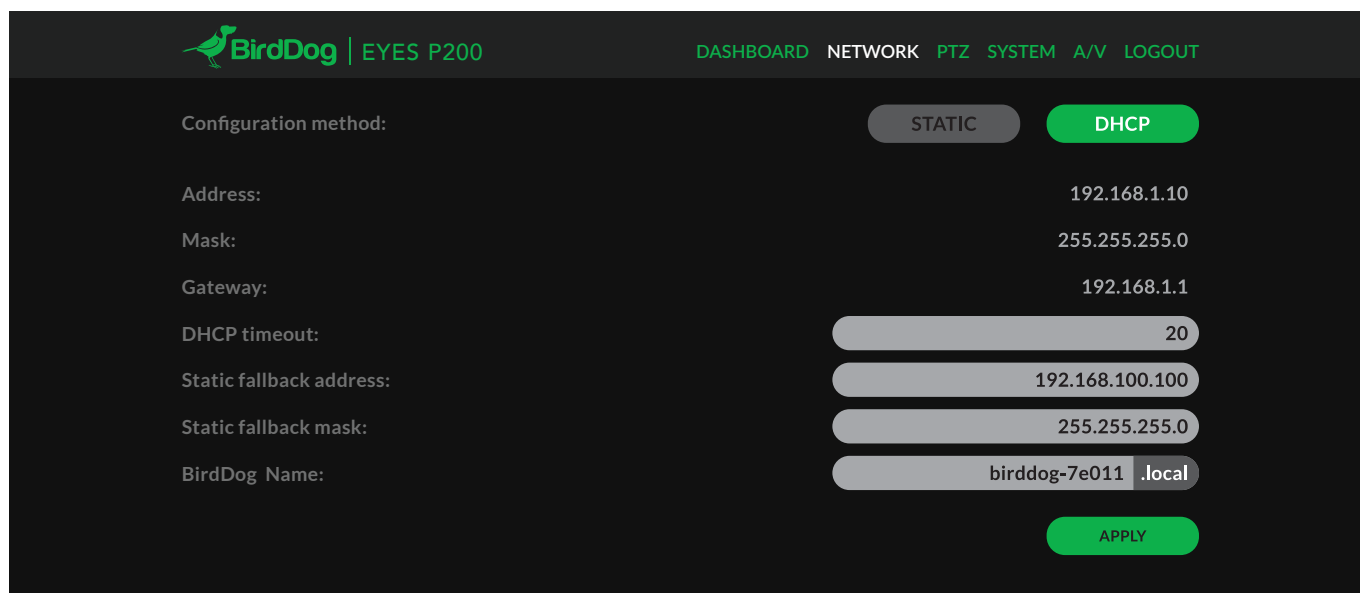 BirdDog | EYES P200 DASHBOARD NETWORK PTZ SYSTEM A/V LOGOUT
Configuration method: STATIC DHCP
Address: 192.168.1.10
Mask: 255.255.255.0
Gateway: 192.168.1.1
DHCP timeout: 20
Static fallback address: 192.168.100.100
Static fallback mask: 255.255.255.0
BirdDog Name: birddog-7e011 .local
APPLY